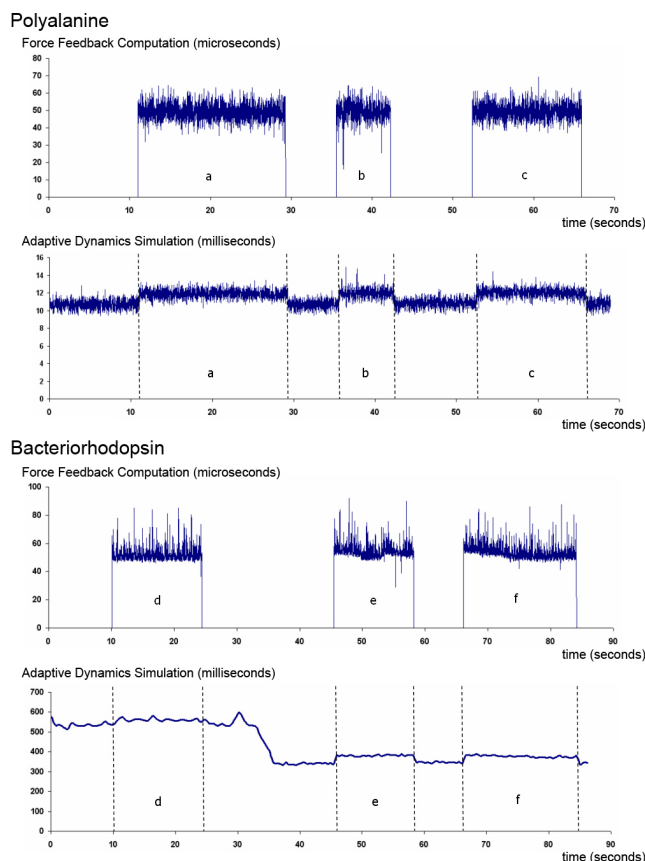 Polyalanine
Force Feedback Computation (microseconds)
80
70
60
50
40
30
20
10
0
a b c
0 10 20 30 40 50 60 70
time (seconds)
Adaptive Dynamics Simulation (milliseconds)
16
14
12
10
8
6
4
2
0
a b c
0 10 20 30 40 50 60 70
time (seconds)
Bacteriorhodopsin
Force Feedback Computation (microseconds)
100
80
60
40
20
0
d e f
0 10 20 30 40 50 60 70 80 90
time (seconds)
Adaptive Dynamics Simulation (milliseconds)
700
600
500
400
300
200
100
0
d e f
0 10 20 30 40 50 60 70 80 90
time (seconds)